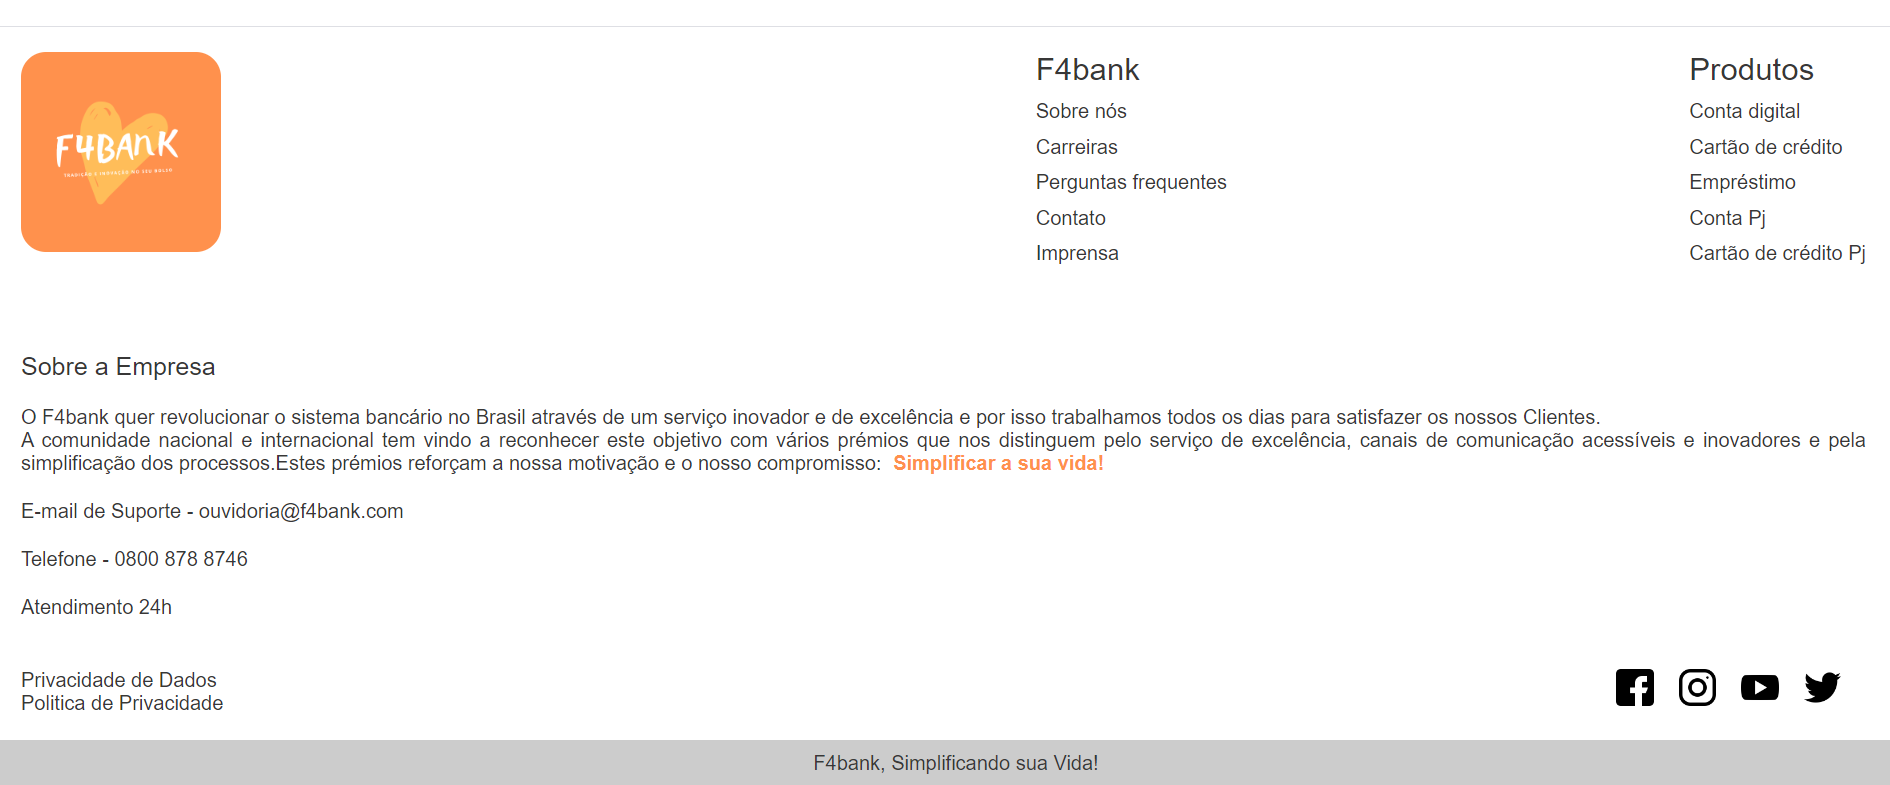 F4BANK
TRADIÇÃO E INOVAÇÃO NO SEU BOLSO
F4bank
Sobre nós
Carreiras
Perguntas frequentes
Contato
Imprensa
Produtos
Conta digital
Cartão de crédito
Empréstimo
Conta Pj
Cartão de crédito Pj
Sobre a Empresa
O F4bank quer revolucionar o sistema bancário no Brasil através de um serviço inovador e de excelência e por isso trabalhamos todos os dias para satisfazer os nossos Clientes.
A comunidade nacional e internacional tem vindo a reconhecer este objetivo com vários prémios que nos distinguem pelo serviço de excelência, canais de comunicação acessíveis e inovadores e pela
simplificação dos processos.Estes prémios reforçam a nossa motivação e o nosso compromisso: Simplificar a sua vida!
E-mail de Suporte - ouvidoria@f4bank.com
Telefone - 0800 878 8746
Atendimento 24h
Privacidade de Dados
Politica de Privacidade
F4bank, Simplificando sua Vida!